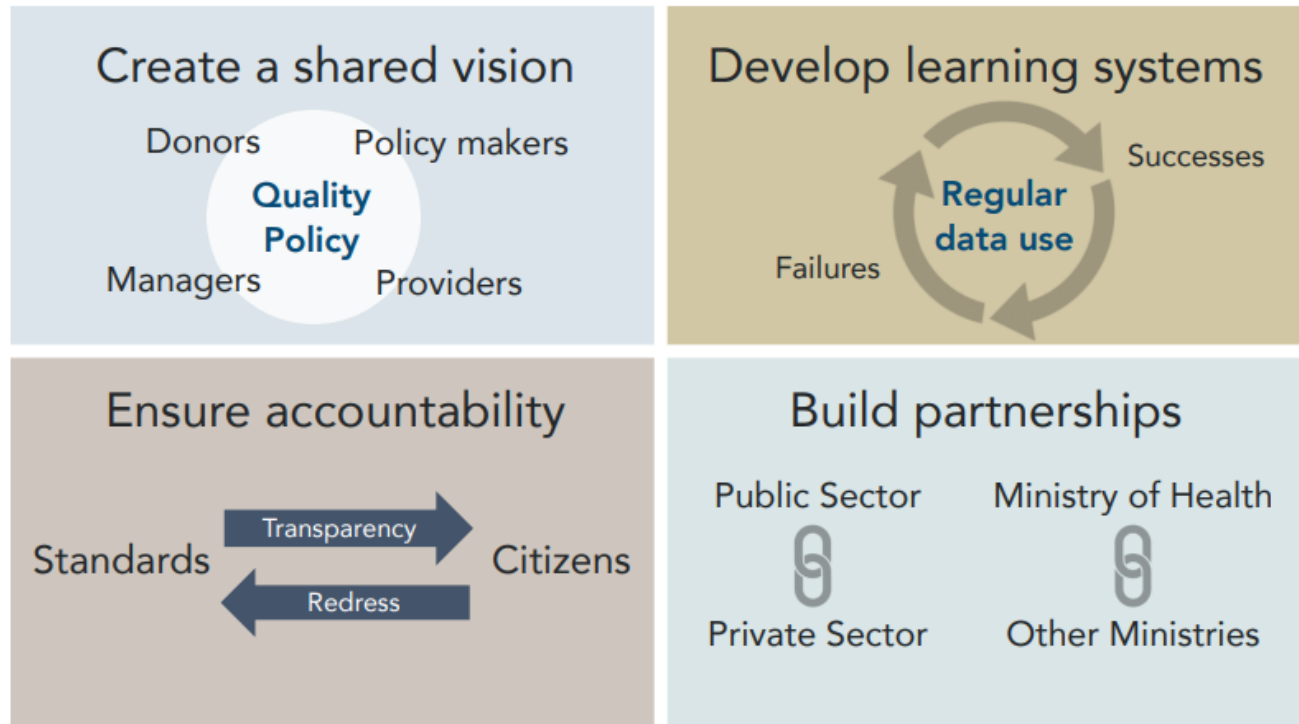 Create a shared vision
Donors
Policy makers
Quality
Policy
Managers
Providers
Develop learning systems
Successes
Regular
data use
Failures
Ensure accountability
Standards
Transparency
Redress
Citizens
Build partnerships
Public Sector
Private Sector
Ministry of Health
Other Ministries